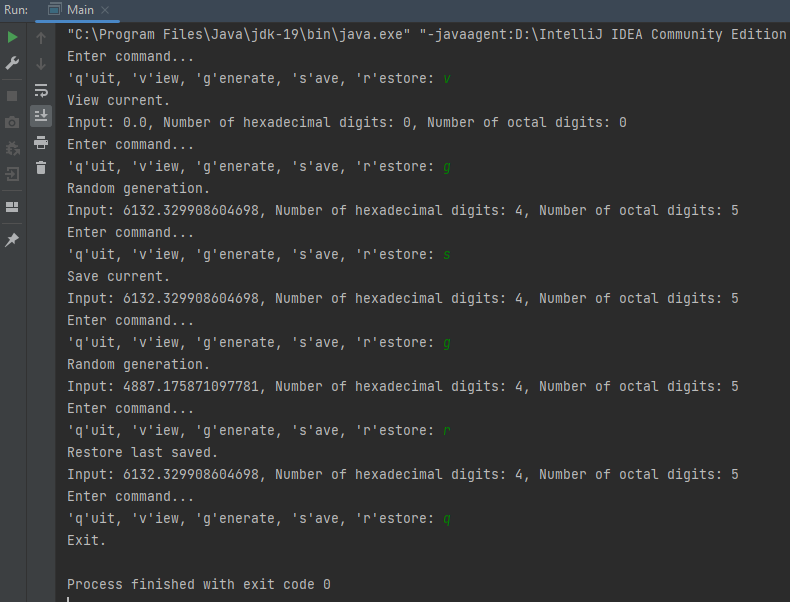 Run: Main
"C:\Program Files\Java\jdk-19\bin\java.exe" "-javaagent:D:\IntelliJ IDEA Community Edition
Enter command...
'q'uit, 'v'iew, 'g'enerate, 's'ave, 'r'estore: v
View current.
Input: 0.0, Number of hexadecimal digits: 0, Number of octal digits: 0
Enter command...
'q'uit, 'v'iew, 'g'enerate, 's'ave, 'r'estore: g
Random generation.
Input: 6132.329908604698, Number of hexadecimal digits: 4, Number of octal digits: 5
Enter command...
'q'uit, 'v'iew, 'g'enerate, 's'ave, 'r'estore: s
Save current.
Input: 6132.329908604698, Number of hexadecimal digits: 4, Number of octal digits: 5
Enter command...
'q'uit, 'v'iew, 'g'enerate, 's'ave, 'r'estore: g
Random generation.
Input: 4887.175871097781, Number of hexadecimal digits: 4, Number of octal digits: 5
Enter command...
'q'uit, 'v'iew, 'g'enerate, 's'ave, 'r'estore: r
Restore last saved.
Input: 6132.329908604698, Number of hexadecimal digits: 4, Number of octal digits: 5
Enter command...
'q'uit, 'v'iew, 'g'enerate, 's'ave, 'r'estore: q
Exit.
Process finished with exit code 0